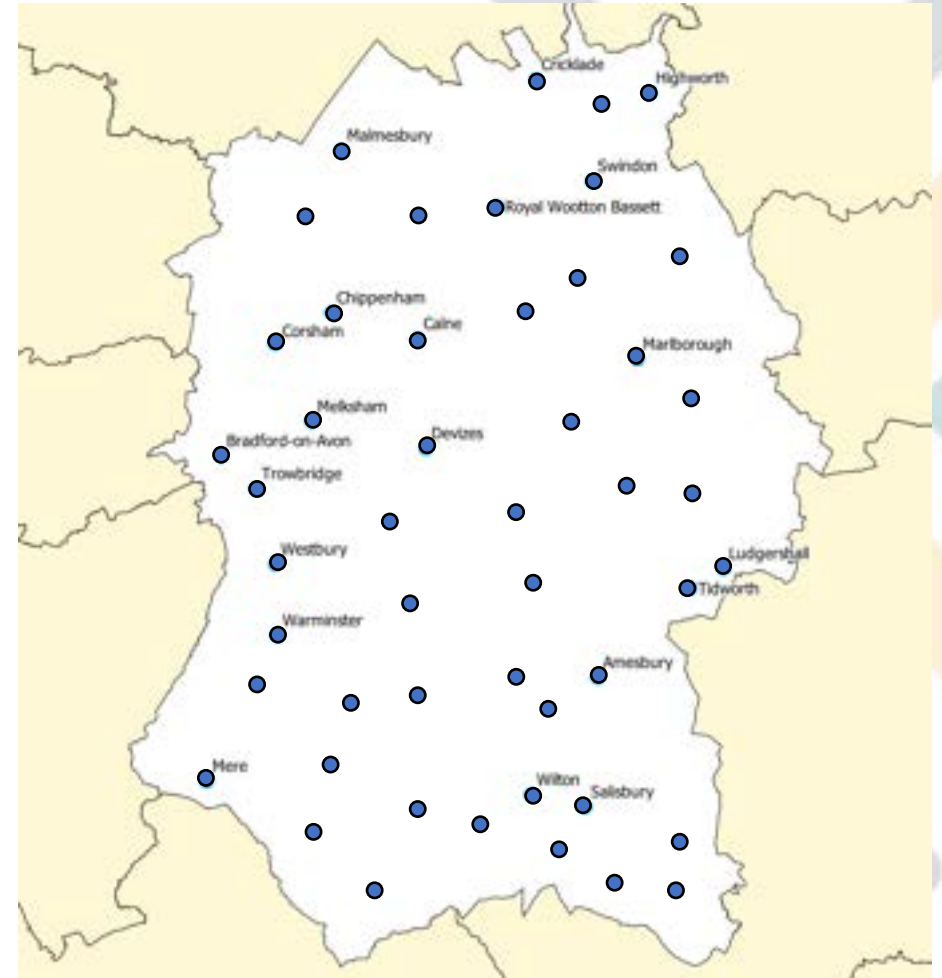 Cricklade
Highworth
Malmesbury
Swindon
Royal Wootton Bassett
Chippenham
Corsham
Calne
Marlborough
Melksham
Bradford-on-Avon
Devizes
Trowbridge
Westbury
Ludgershall
Tidworth
Warminster
Amesbury
Mere
Wilton
Salisbury